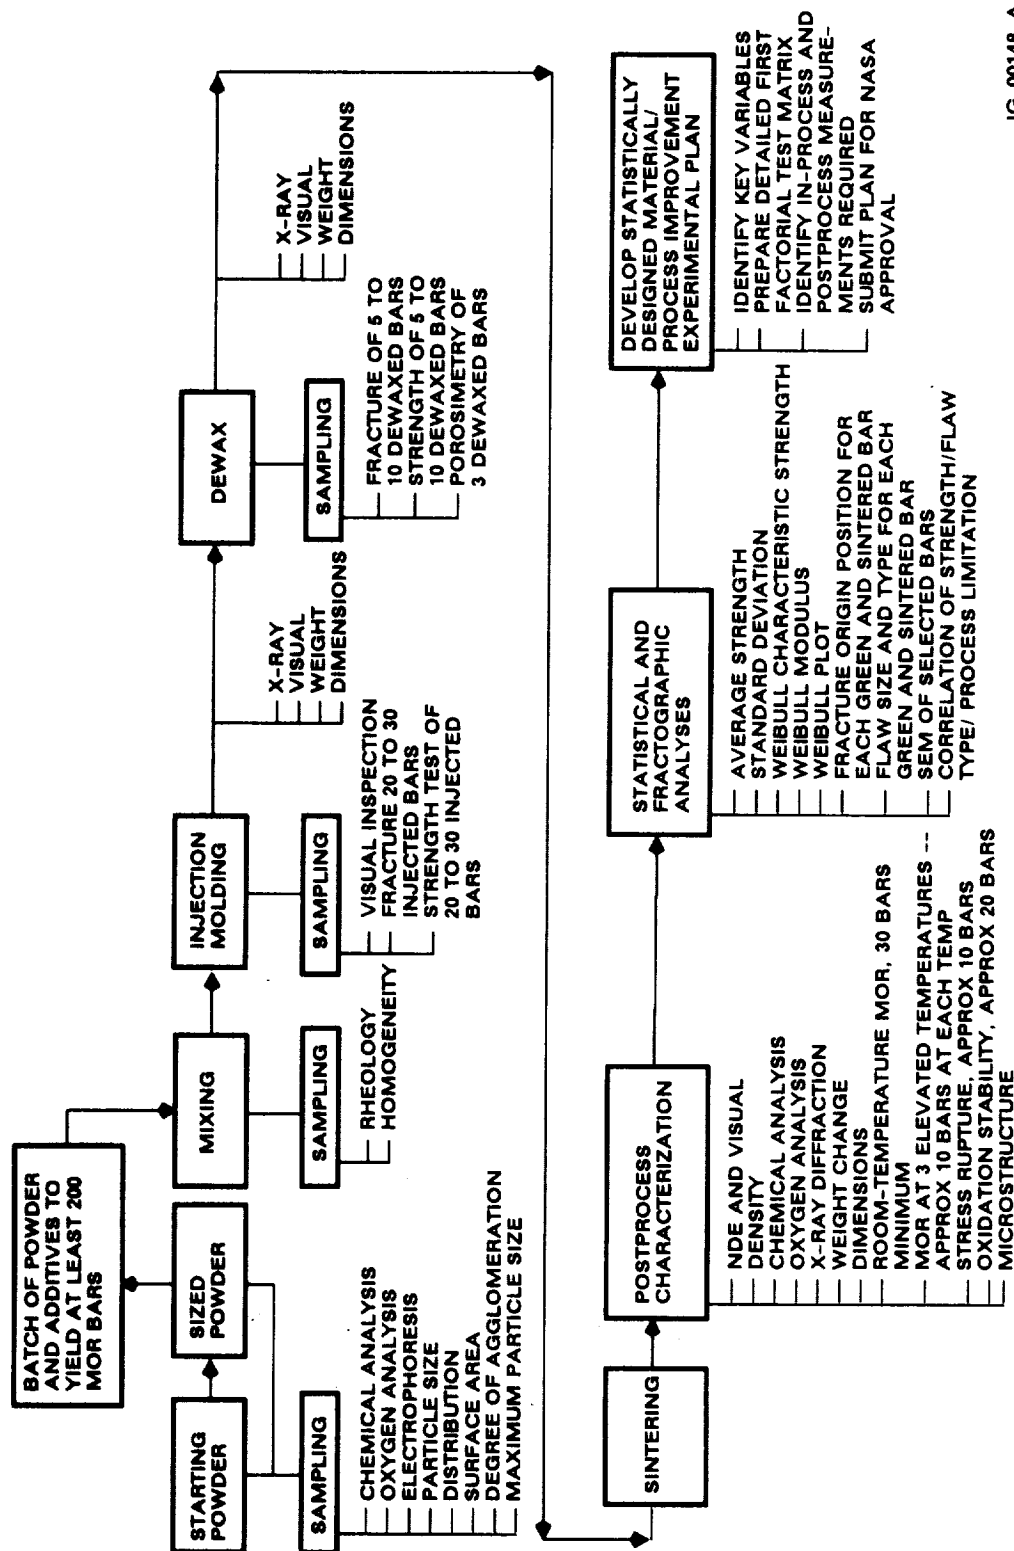 BATCH OF POWDER
AND ADDITIVES TO
YIELD AT LEAST 200
MOR BARS
STARTING
POWDER
SIZED
POWDER
SAMPLING
CHEMICAL ANALYSIS
OXYGEN ANALYSIS
ELECTROPHORESIS
PARTICLE SIZE
DISTRIBUTION
SURFACE AREA
DEGREE OF AGGLOMERATION
MAXIMUM PARTICLE SIZE
MIXING
SAMPLING
RHEOLOGY
HOMOGENEITY
INJECTION
MOLDING
SAMPLING
VISUAL INSPECTION
FRACTURE 20 TO 30
INJECTED BARS
STRENGTH TEST OF
20 TO 30 INJECTED
BARS
X-RAY
VISUAL
WEIGHT
DIMENSIONS
DEWAX
SAMPLING
FRACTURE OF 5 TO
10 DEWAXED BARS
STRENGTH OF 5 TO
10 DEWAXED BARS
POROSIMETRY OF
3 DEWAXED BARS
X-RAY
VISUAL
WEIGHT
DIMENSIONS
SINTERING
POSTPROCESS
CHARACTERIZATION
NDE AND VISUAL
DENSITY
CHEMICAL ANALYSIS
OXYGEN ANALYSIS
X-RAY DIFFRACTION
WEIGHT CHANGE
DIMENSIONS
ROOM-TEMPERATURE MOR, 30 BARS
MINIMUM
MOR AT 3 ELEVATED TEMPERATURES --
APPROX 10 BARS AT EACH TEMP
STRESS RUPTURE, APPROX 10 BARS
OXIDATION STABILITY, APPROX 20 BARS
MICROSTRUCTURE
STATISTICAL AND
FRACTOGRAPHIC
ANALYSES
AVERAGE STRENGTH
STANDARD DEVIATION
WEIBULL CHARACTERISTIC STRENGTH
WEIBULL MODULUS
WEIBULL PLOT
FRACTURE ORIGIN POSITION FOR
EACH GREEN AND SINTERED BAR
FLAW SIZE AND TYPE FOR EACH
GREEN AND SINTERED BAR
SEM OF SELECTED BARS
CORRELATION OF STRENGTH/FLAW
TYPE/ PROCESS LIMITATION
DEVELOP STATISTICALLY
DESIGNED MATERIAL/
PROCESS IMPROVEMENT
EXPERIMENTAL PLAN
IDENTIFY KEY VARIABLES
PREPARE DETAILED FIRST
FACTORIAL TEST MATRIX
IDENTIFY IN-PROCESS AND
POSTPROCESS MEASURE-
MENTS REQUIRED
SUBMIT PLAN FOR NASA
APPROVAL